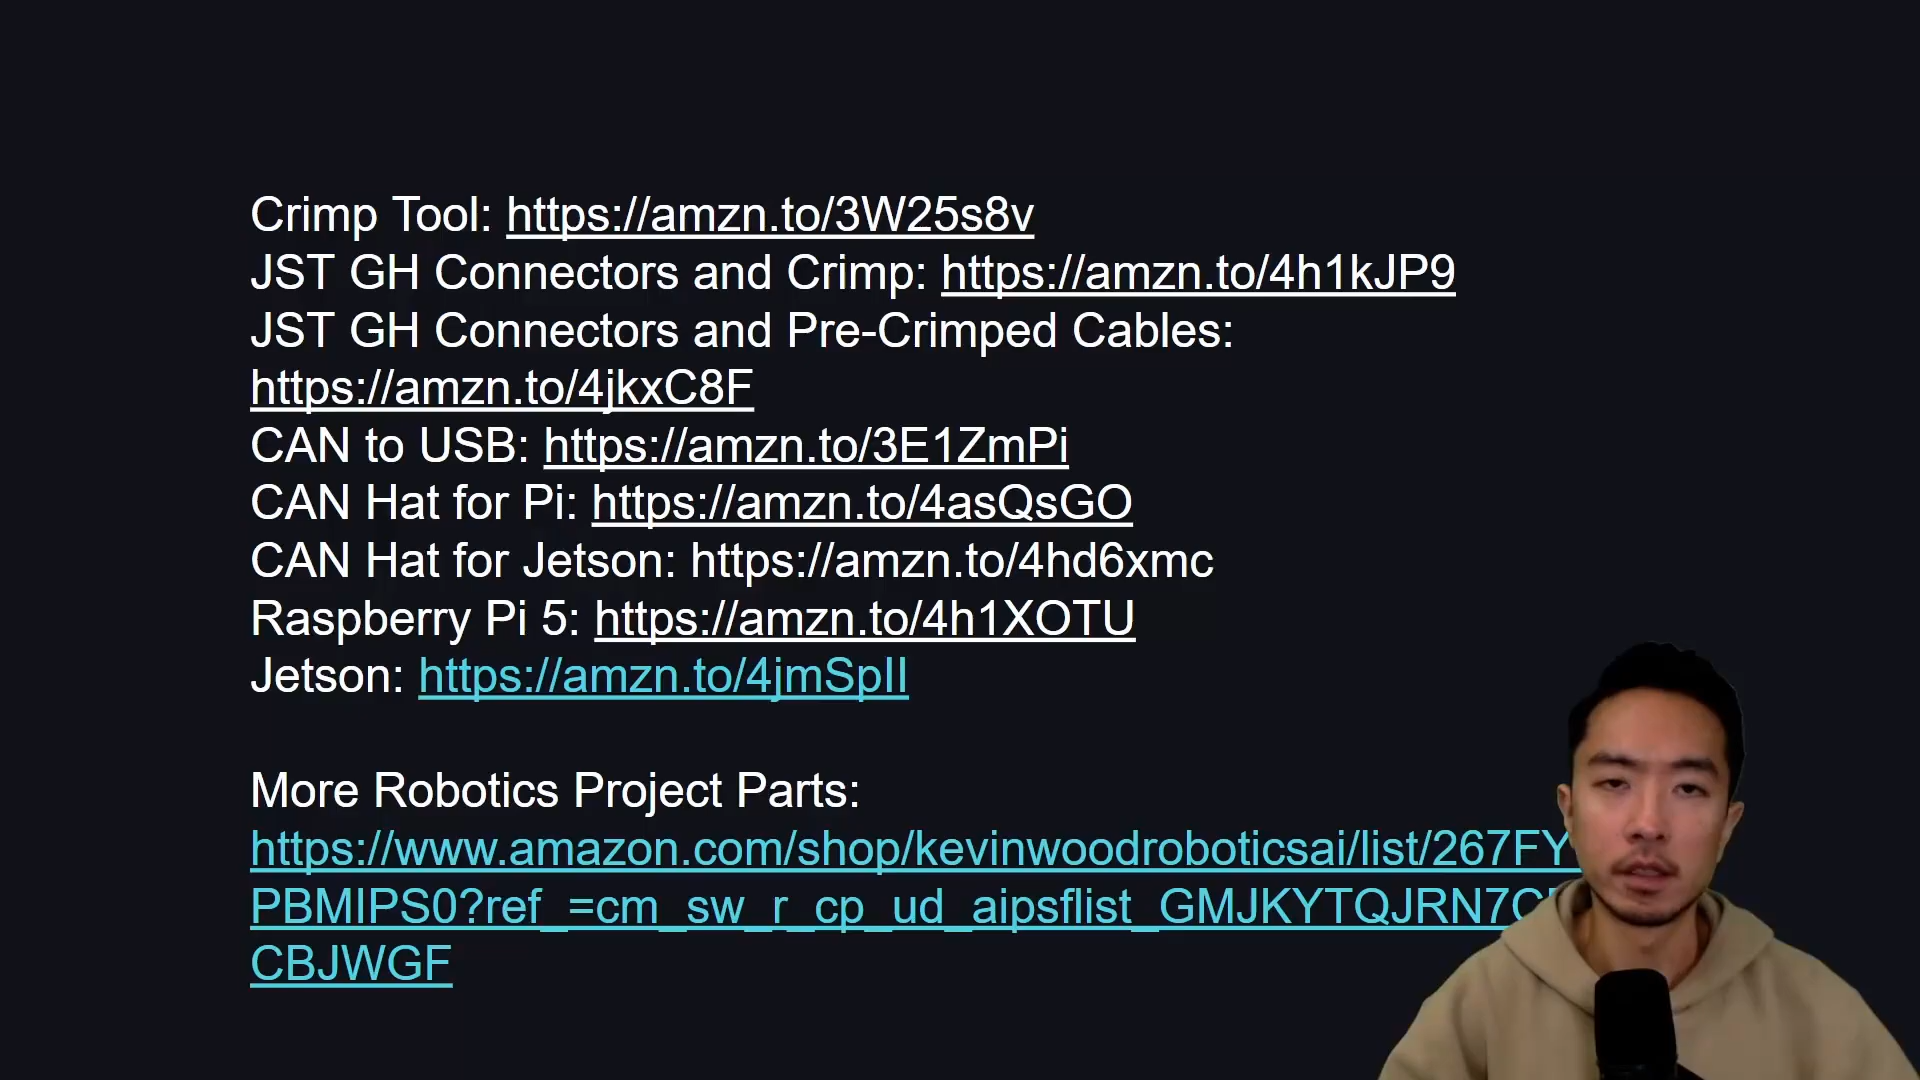 Crimp Tool: https://amzn.to/3W25s8v
JST GH Connectors and Crimp: https://amzn.to/4h1kJP9
JST GH Connectors and Pre-Crimped Cables:
https://amzn.to/4jkxC8F
CAN to USB: https://amzn.to/3E1ZmPi
CAN Hat for Pi: https://amzn.to/4asQsGO
CAN Hat for Jetson: https://amzn.to/4hd6xmc
Raspberry Pi 5: https://amzn.to/4h1XOTU
Jetson: https://amzn.to/4jmSpII
More Robotics Project Parts:
https://www.amazon.com/shop/kevinwoodroboticsai/list/267FY
PBMIPS0?ref_=cm_sw_r_cp_ud_aipsflist_GMJKYTQJRN7C
CBJWGF